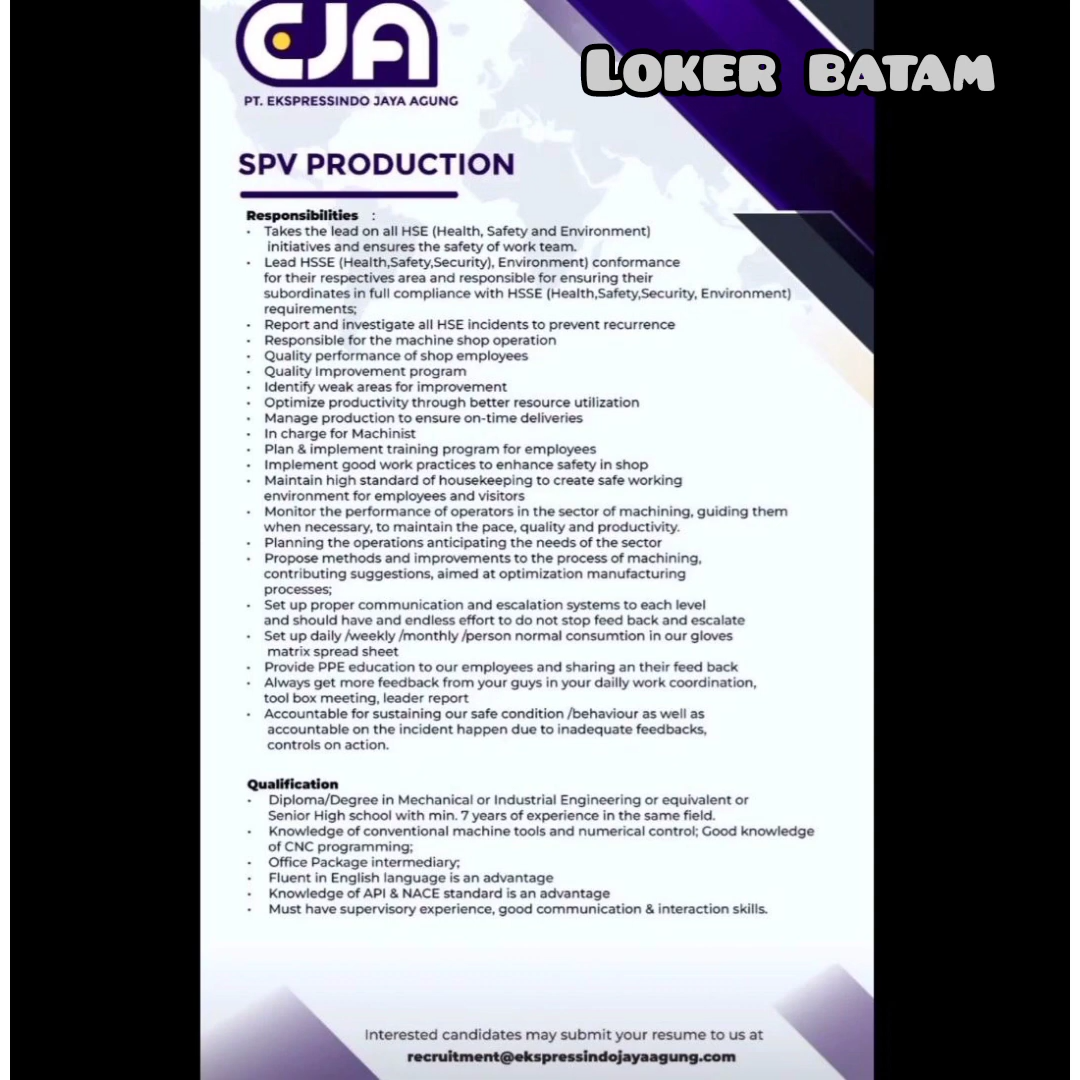 EJA
LOKER BATAM
PT. EKSPRESSINDO JAYA AGUNG
SPV PRODUCTION
Responsibilities :
• Takes the lead on all HSE (Health, Safety and Environment)
initiatives and ensures the safety of work team.
• Lead HSSE (Health,Safety,Security), Environment) conformance
for their respectives area and responsible for ensuring their
subordinates in full compliance with HSSE (Health,Safety,Security, Environment)
requirements;
• Report and investigate all HSE incidents to prevent recurrence
• Responsible for the machine shop operation
• Quality performance of shop employees
• Quality Improvement program
• Identify weak areas for improvement
• Optimize productivity through better resource utilization
• Manage production to ensure on-time deliveries
• In charge for Machinist
• Plan & implement training program for employees
• Implement good work practices to enhance safety in shop
• Maintain high standard of housekeeping to create safe working
environment for employees and visitors
• Monitor the performance of operators in the sector of machining, guiding them
when necessary, to maintain the pace, quality and productivity.
• Planning the operations anticipating the needs of the sector
• Propose methods and improvements to the process of machining,
contributing suggestions, aimed at optimization manufacturing
processes;
• Set up proper communication and escalation systems to each level
and should have and endless effort to do not stop feed back and escalate
• Set up daily /weekly /monthly /person normal consumtion in our gloves
matrix spread sheet
• Provide PPE education to our employees and sharing an their feed back
• Always get more feedback from your guys in your dailly work coordination,
tool box meeting, leader report
• Accountable for sustaining our safe condition /behaviour as well as
accountable on the incident happen due to inadequate feedbacks,
controls on action.
Qualification
• Diploma/Degree in Mechanical or Industrial Engineering or equivalent or
Senior High school with min. 7 years of experience in the same field.
• Knowledge of conventional machine tools and numerical control; Good knowledge
of CNC programming;
• Office Package intermediary;
• Fluent in English language is an advantage
• Knowledge of API & NACE standard is an advantage
• Must have supervisory experience, good communication & interaction skills.
Interested candidates may submit your resume to us at
recruitment@ekspressindojayaagung.com